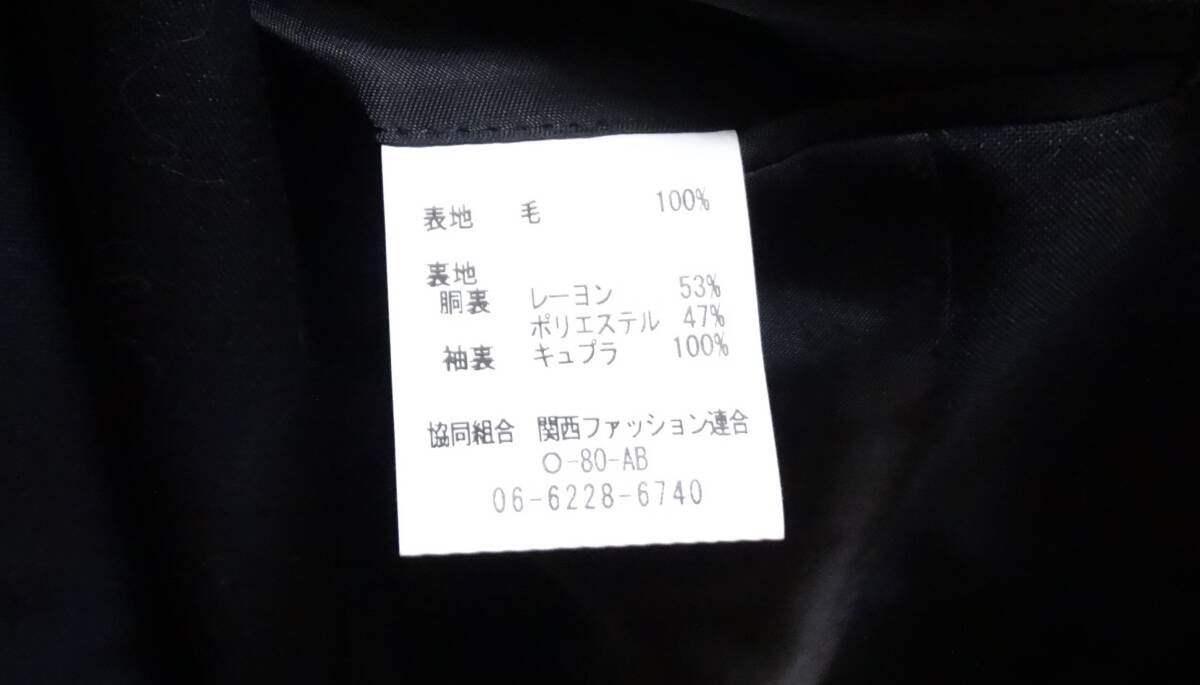 表地 毛 100%
裏地
胴裏 レーヨン 53%
ポリエステル 47%
袖裏 キュプラ 100%
協同組合 関西ファッション連合
O-80-AB
06-6228-6740